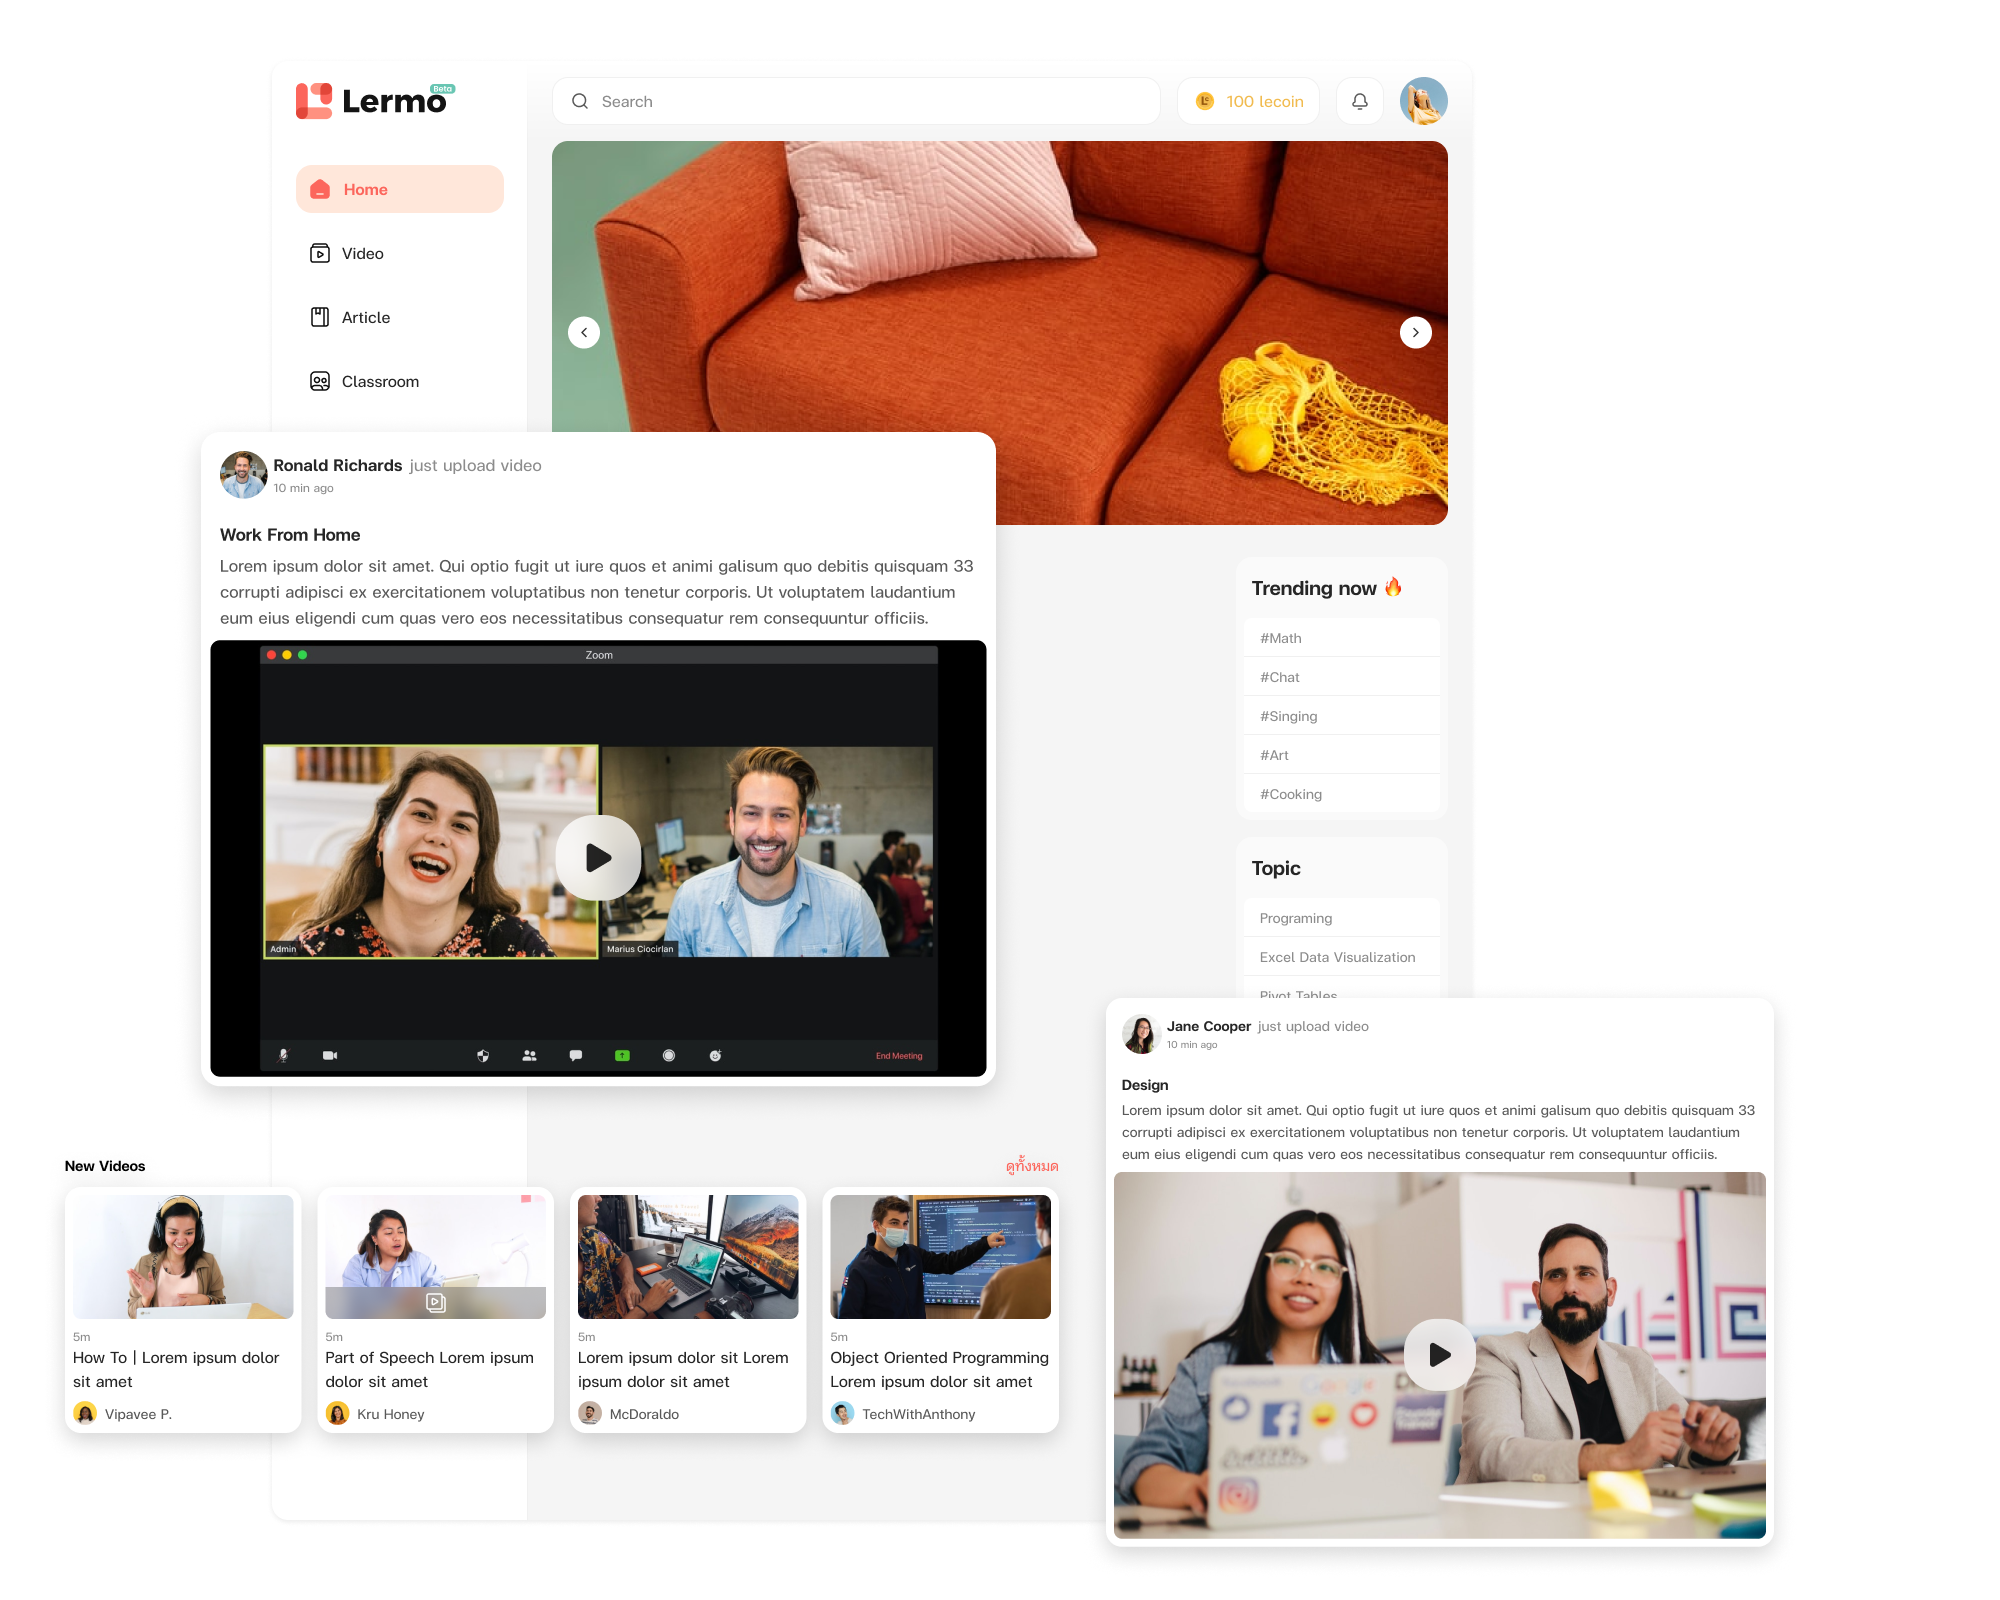 Lermo
Beta
Search
100 lecoin
Home
Video
Article
Classroom
Ronald Richards just upload video
10 min ago
Work From Home
Lorem ipsum dolor sit amet. Qui optio fugit ut iure quos et animi galisum quo debitis quisquam 33
corrupti adipisci ex exercitationem voluptatibus non tenetur corporis. Ut voluptatem laudantium
eum eius eligendi cum quas vero eos necessitatibus consequatur rem consequuntur officiis.
Zoom
Admin
Marius Ciocirlan
End Meeting
Trending now
#Math
#Chat
#Singing
#Art
#Cooking
Topic
Programing
Excel Data Visualization
Pivot Tables
Jane Cooper just upload video
10 min ago
Design
Lorem ipsum dolor sit amet. Qui optio fugit ut iure quos et animi galisum quo debitis quisquam 33
corrupti adipisci ex exercitationem voluptatibus non tenetur corporis. Ut voluptatem laudantium
eum eius eligendi cum quas vero eos necessitatibus consequatur rem consequuntur officiis.
Google
New Videos
ดูทั้งหมด
5m
How To | Lorem ipsum dolor
sit amet
Vipavee P.
5m
Part of Speech Lorem ipsum
dolor sit amet
Kru Honey
5m
Lorem ipsum dolor sit Lorem
ipsum dolor sit amet
McDoraldo
5m
Object Oriented Programming
Lorem ipsum dolor sit amet
TechWithAnthony